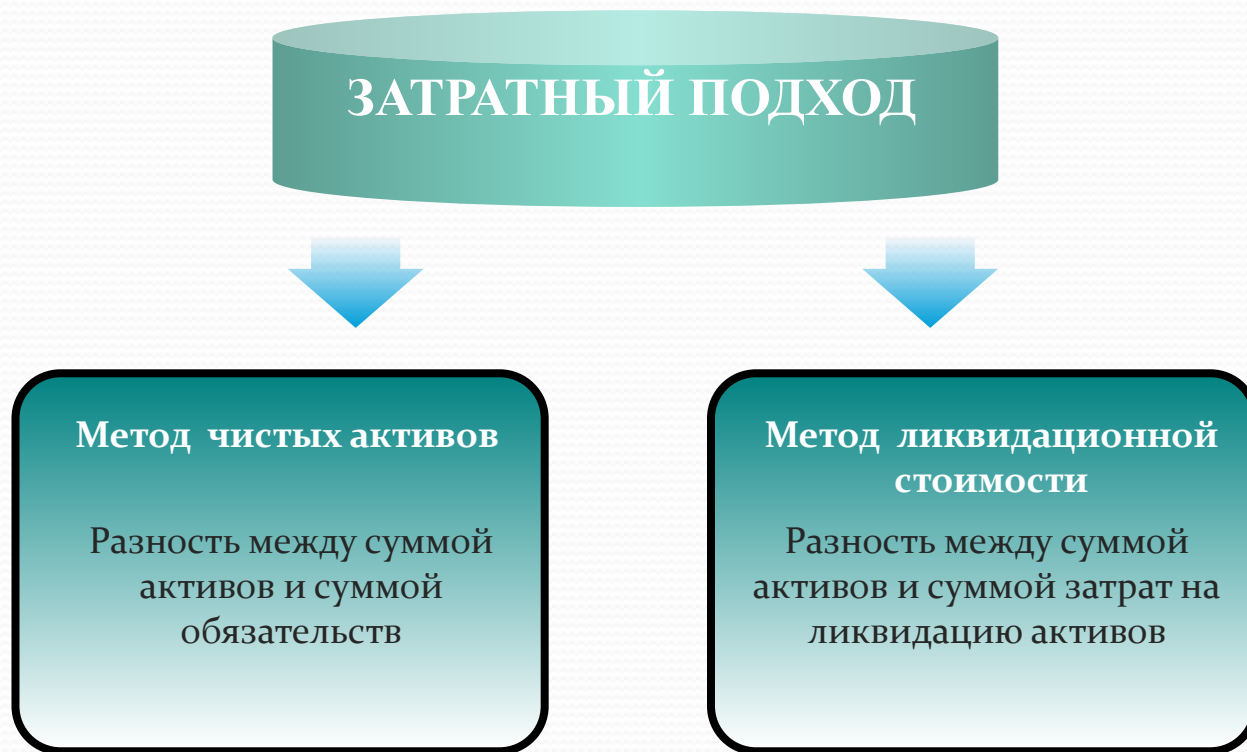 ЗАТРАТНЫЙ ПОДХОД
Метод чистых активов
Разность между суммой
активов и суммой
обязательств
Метод ликвидационной
стоимости
Разность между суммой
активов и суммой затрат на
ликвидацию активов